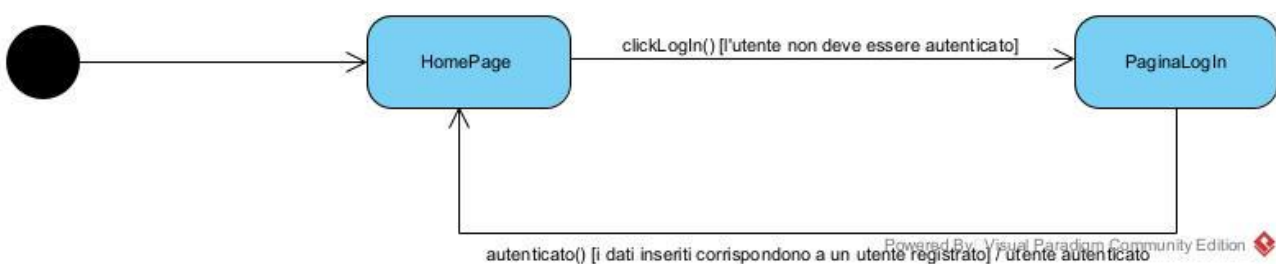 clickLogIn() [l'utente non deve essere autenticato]
HomePage
PaginaLogIn
Powered By Visual Paradigm Community Edition
autenticato() [i dati inseriti corrispondono a un utente registrato] / utente autenticato